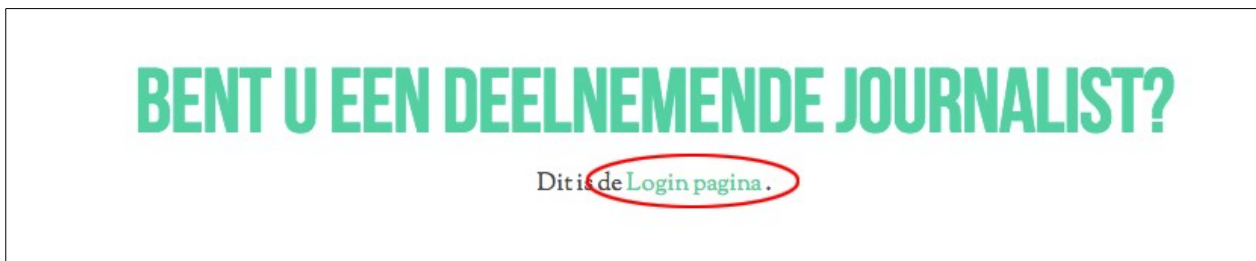 BENT U EEN DEELNEMENDE JOURNALIST?
Dit is de Login pagina .